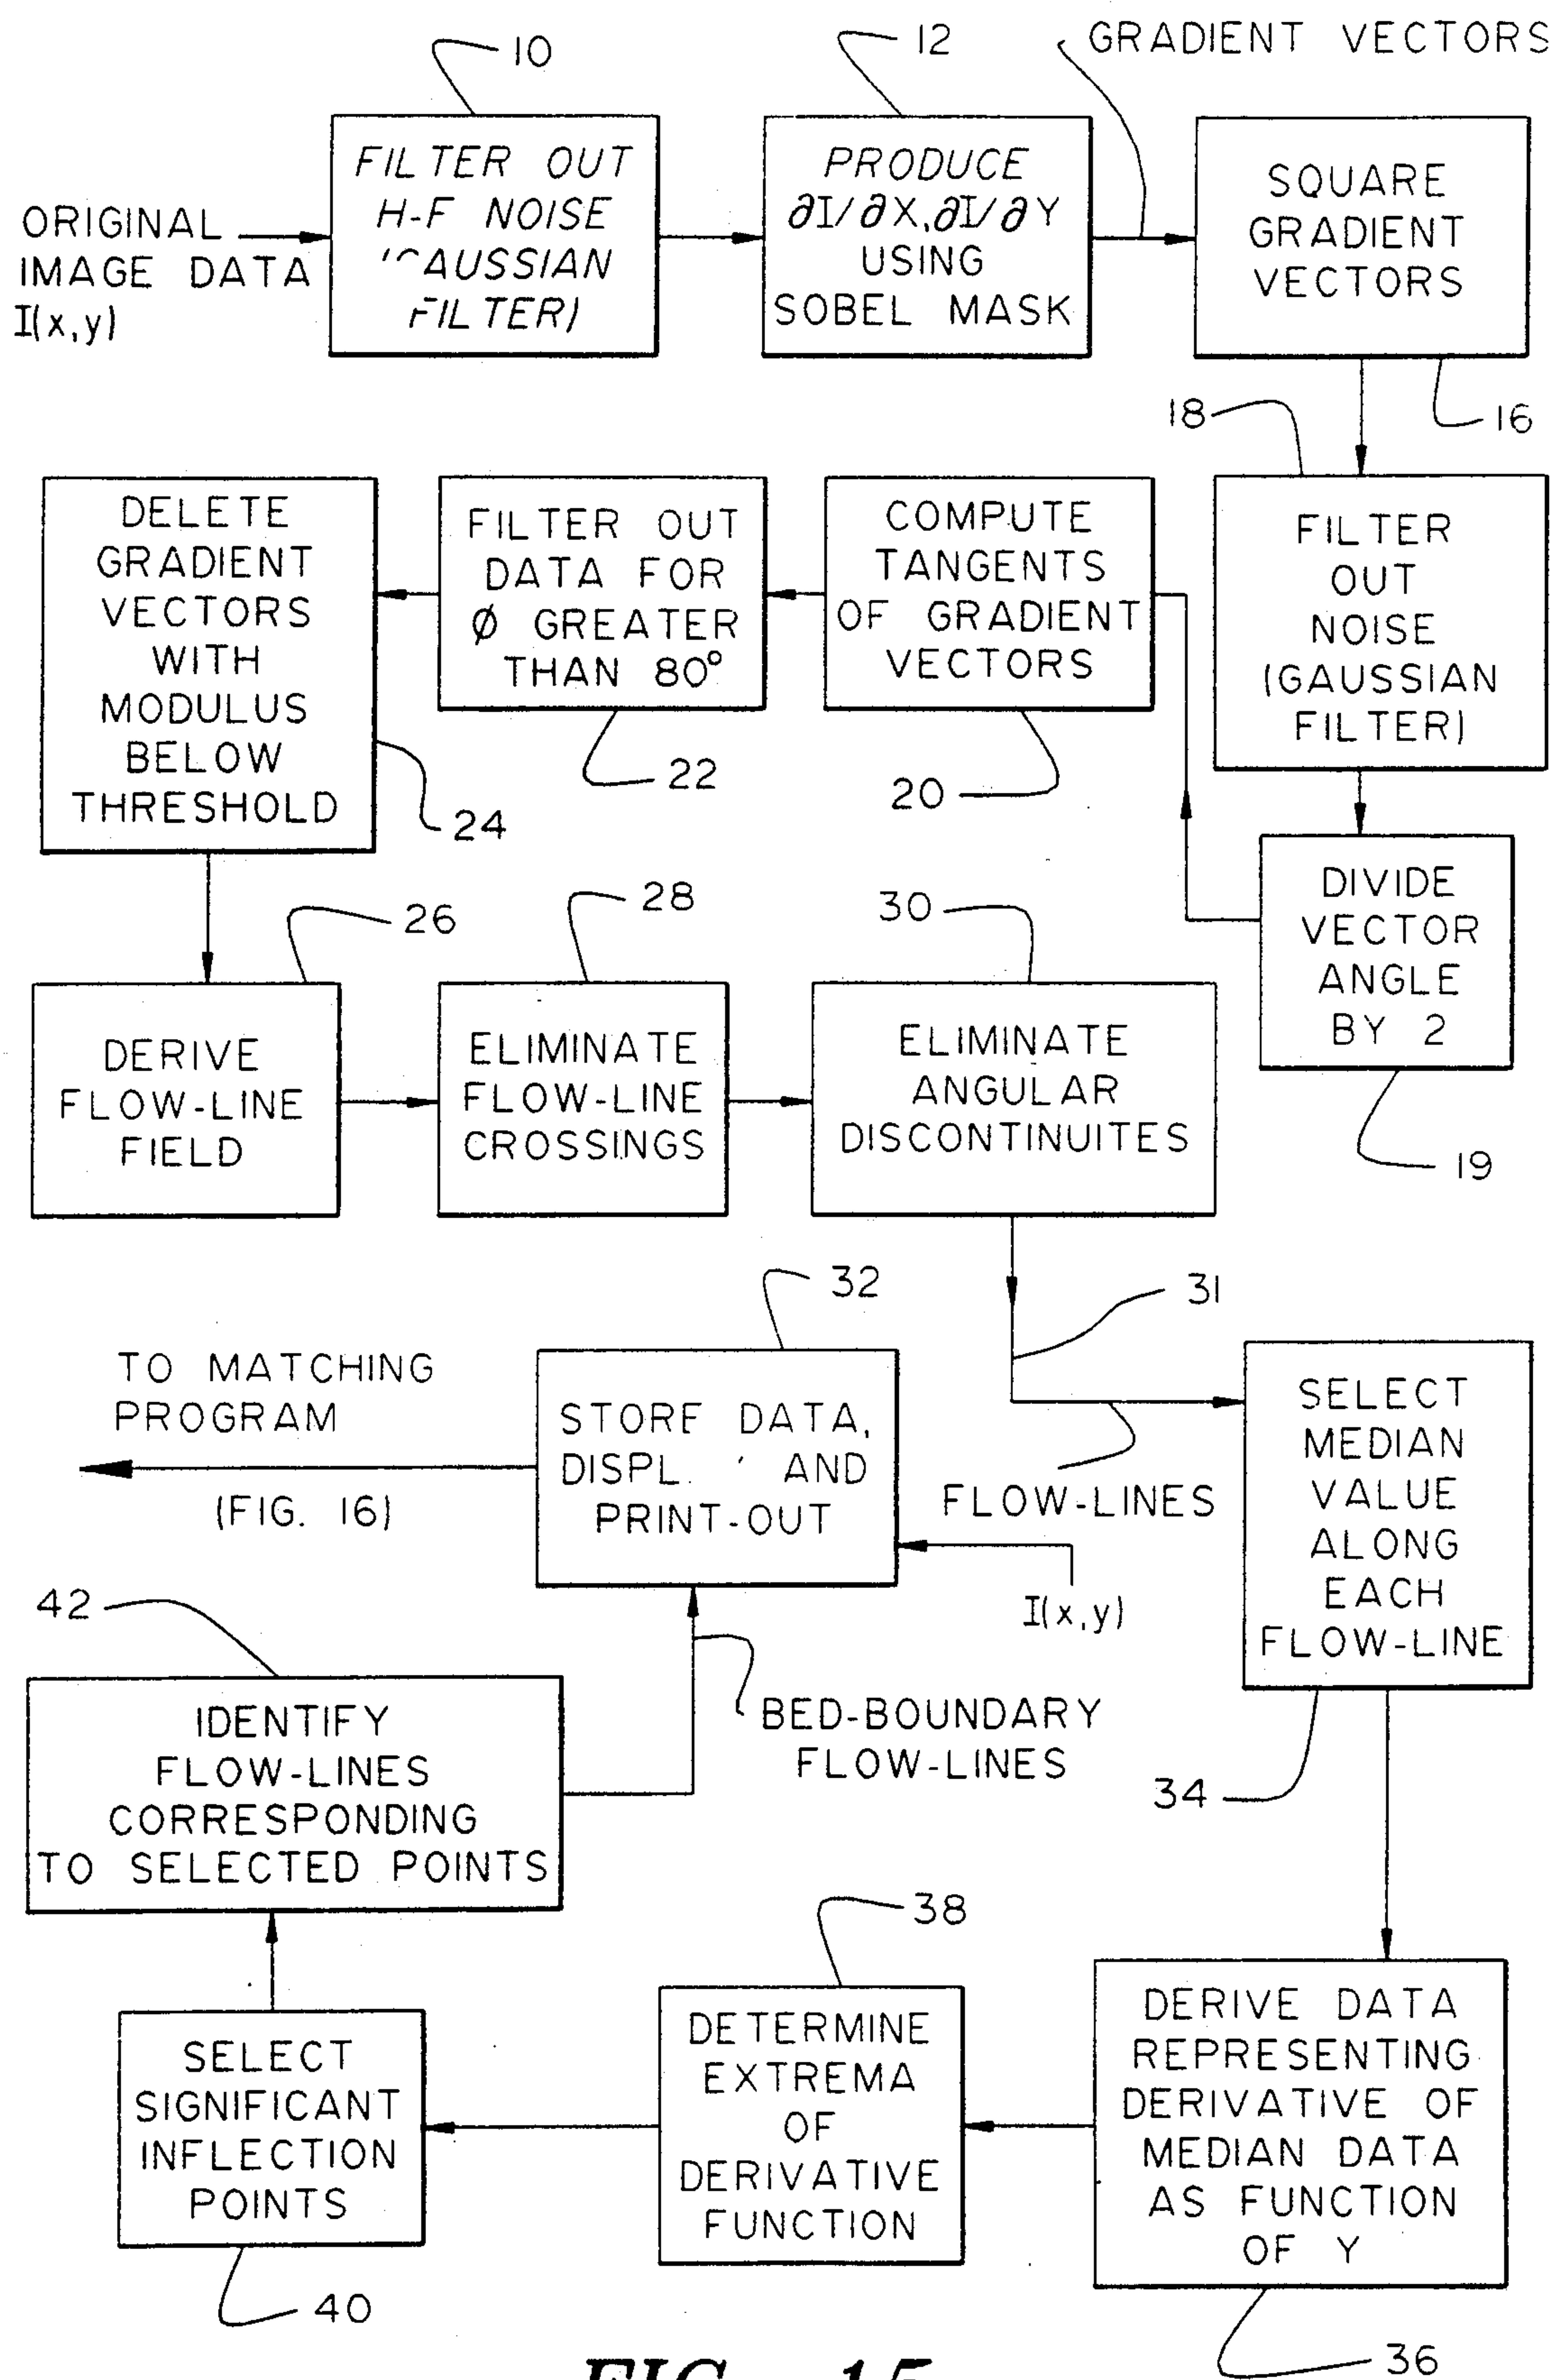 10
12
GRADIENT VECTORS
ORIGINAL
IMAGE DATA
I(x,y)
FILTER OUT
H-F NOISE
FILTER)
PRODUCE
∂I/∂X,∂I/∂Y
USING
SOBEL MASK
SQUARE
GRADIENT
VECTORS
16
18
DELETE
GRADIENT
VECTORS
WITH
MODULUS
BELOW
THRESHOLD
24
FILTER OUT
DATA FOR
Ø GREATER
THAN 80°
22
COMPUTE
TANGENTS
OF GRADIENT
VECTORS
20
FILTER
OUT
NOISE
(GAUSSIAN
FILTER)
DIVIDE
VECTOR
ANGLE
BY 2
19
26
28
30
DERIVE
FLOW-LINE
FIELD
ELIMINATE
FLOW-LINE
CROSSINGS
ELIMINATE
ANGULAR
DISCONTINUITES
31
32
TO MATCHING
PROGRAM
(FIG. 16)
STORE DATA,
AND
PRINT-OUT
FLOW-LINES
I(x,y)
SELECT
MEDIAN
VALUE
ALONG
EACH
FLOW-LINE
34
42
IDENTIFY
FLOW-LINES
CORRESPONDING
TO SELECTED POINTS
BED-BOUNDARY
FLOW-LINES
38
SELECT
SIGNIFICANT
INFLECTION
POINTS
40
DETERMINE
EXTREMA
OF
DERIVATIVE
FUNCTION
DERIVE DATA
REPRESENTING
DERIVATIVE OF
MEDIAN DATA
AS FUNCTION
OF Y
36
FIG. 15